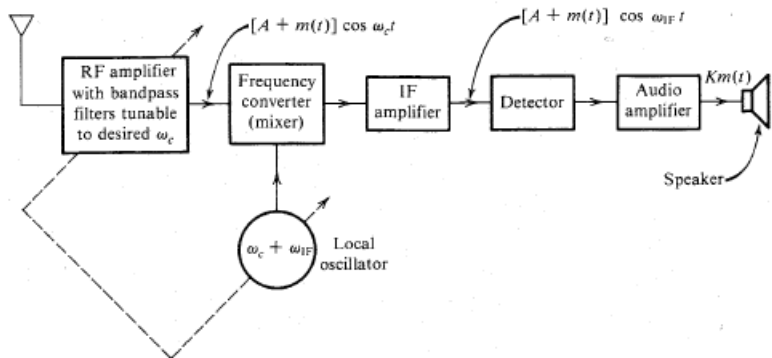 [A + m(t)] cos ω_c t
[A + m(t)] cos ω_IF t
RF amplifier
with bandpass
filters tunable
to desired ω_c
Frequency
converter
(mixer)
IF
amplifier
Detector
Audio
amplifier
Km(t)
Speaker
ω_c + ω_IF
Local
oscillator